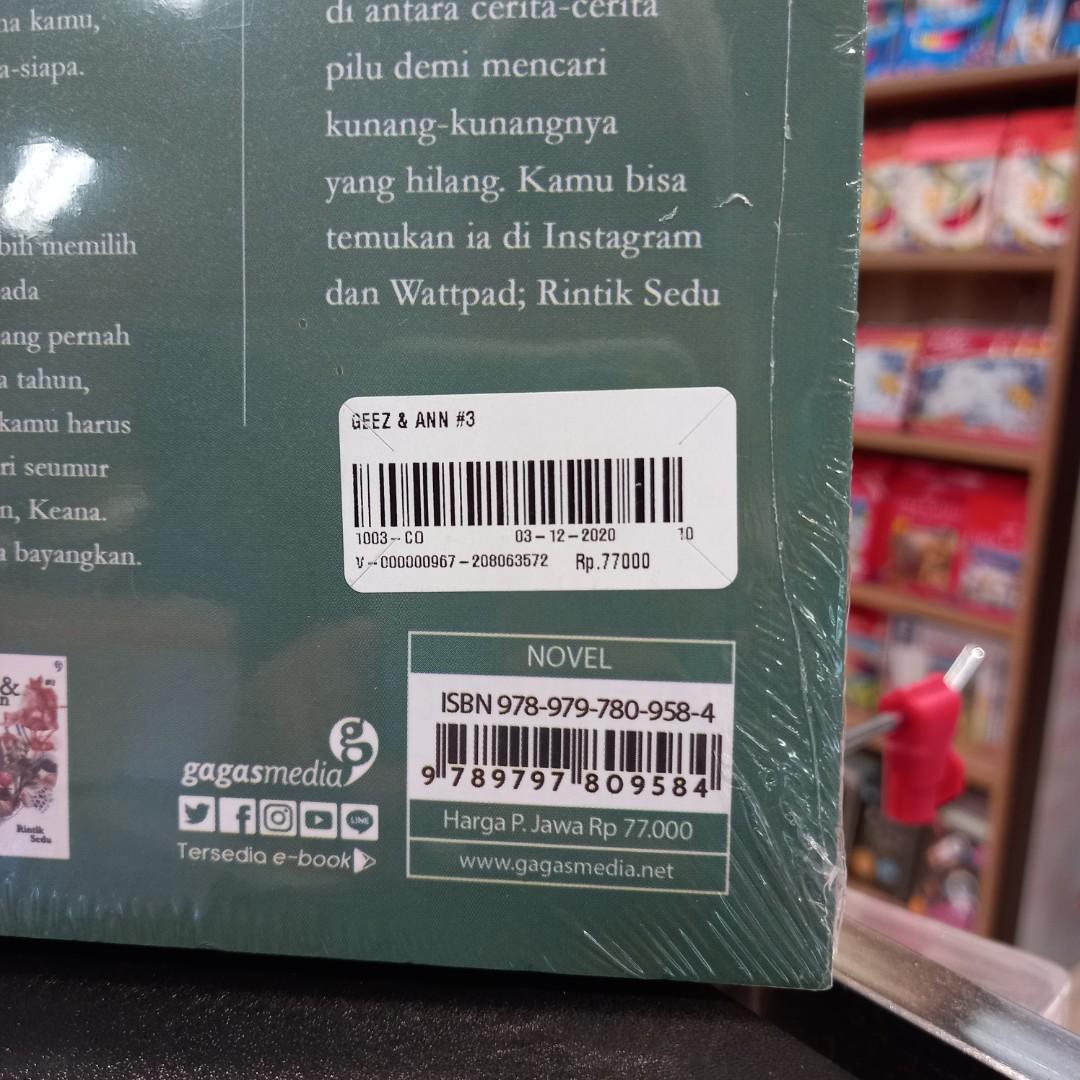 kamu,
a-siapa.
memilih
ada
ang pernah
a tahun,
kamu harus
ri seumur
n, Keana.
a bayangkan.
di antara cerita-cerita
pilu demi mencari
kunang-kunangnya
yang hilang. Kamu bisa
temukan ia di Instagram
dan Wattpad; Rintik Sedu
GEEZ & ANN #3
1003-CO 03-12-2020 10
V-000000967-208063572 Rp.77000
NOVEL
ISBN 978-979-780-958-4
9 789797 809584
Harga P. Jawa Rp 77.000
www.gagasmedia.net
g
gagasmedia
LINE
Tersedia e-book
&
n
Rintik
Sedu